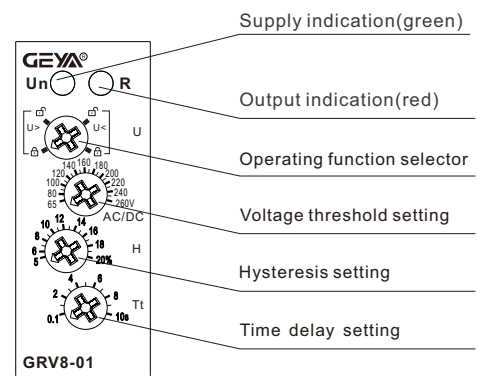 Supply indication(green)
GEYA®
Un R
Output indication(red)
U> U< U
Operating function selector
140 160 180
120 200
100 220
80 240
65 260V
AC/DC
Voltage threshold setting
12 14
10 16
8 18
6 H
5 20%
Hysteresis setting
4 6
2 8
Tt
0.1 10s
Time delay setting
GRV8-01